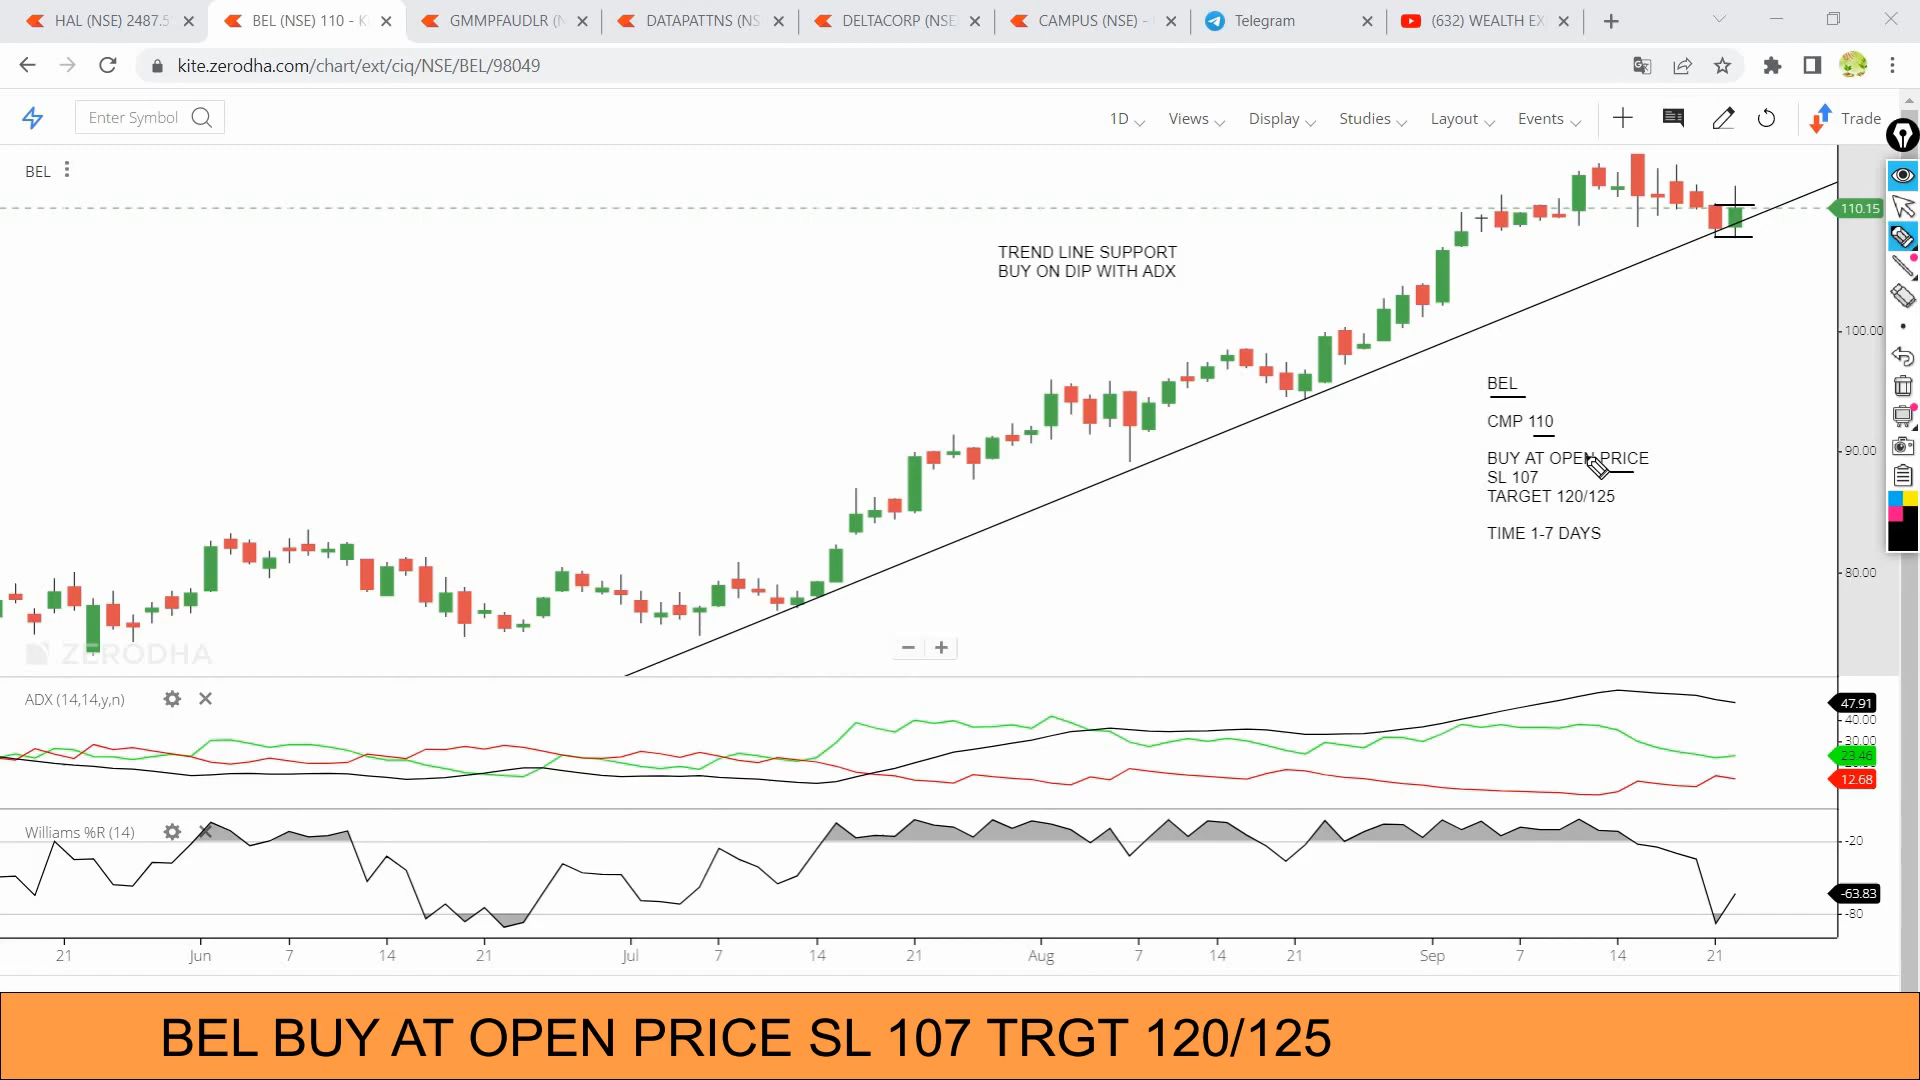 HAL (NSE) 2487.5
BEL (NSE) 110 - K
GMMPFAUDLR (N
DATAPATTNS (NS
DELTACORP (NSE
CAMPUS (NSE) -
Telegram
(632) WEALTH EX
kite.zerodha.com/chart/ext/ciq/NSE/BEL/98049
Enter Symbol
1D
Views
Display
Studies
Layout
Events
Trade
BEL
110.15
TREND LINE SUPPORT
BUY ON DIP WITH ADX
100.00
BEL
CMP 110
BUY AT OPEN PRICE
SL 107
TARGET 120/125
TIME 1-7 DAYS
90.00
80.00
ZERODHA
ADX (14,14,y,n)
47.91
40.00
30.00
23.46
12.68
Williams %R (14)
-20
-63.83
-80
21
Jun
7
14
21
Jul
7
14
21
Aug
7
14
21
Sep
7
14
21
BEL BUY AT OPEN PRICE SL 107 TRGT 120/125